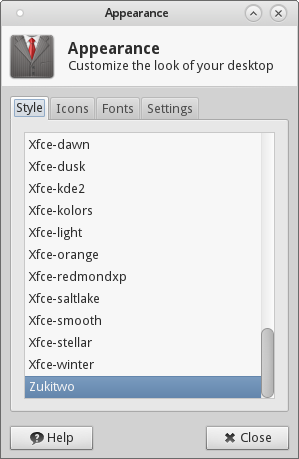 Appearance
Appearance
Customize the look of your desktop
Style Icons Fonts Settings
Xfce-dawn
Xfce-dusk
Xfce-kde2
Xfce-kolors
Xfce-light
Xfce-orange
Xfce-redmondxp
Xfce-saltlake
Xfce-smooth
Xfce-stellar
Xfce-winter
Zukitwo
Help Close